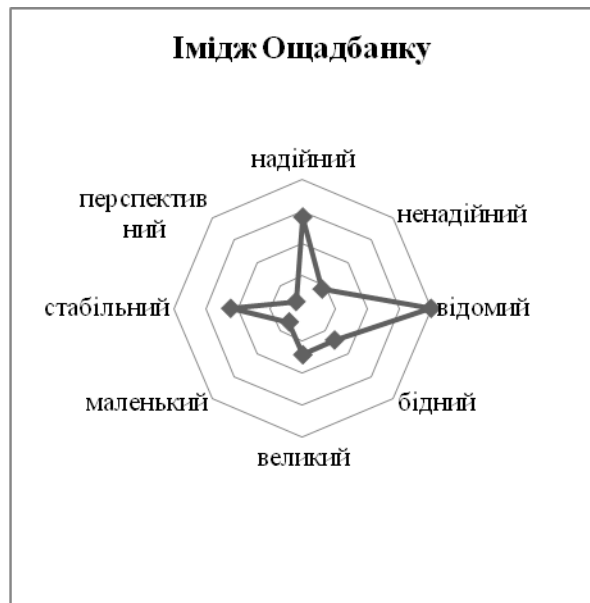 Імідж Ощадбанку
надійний
ненадійний
відомий
бідний
великий
маленький
стабільний
перспектив
ний